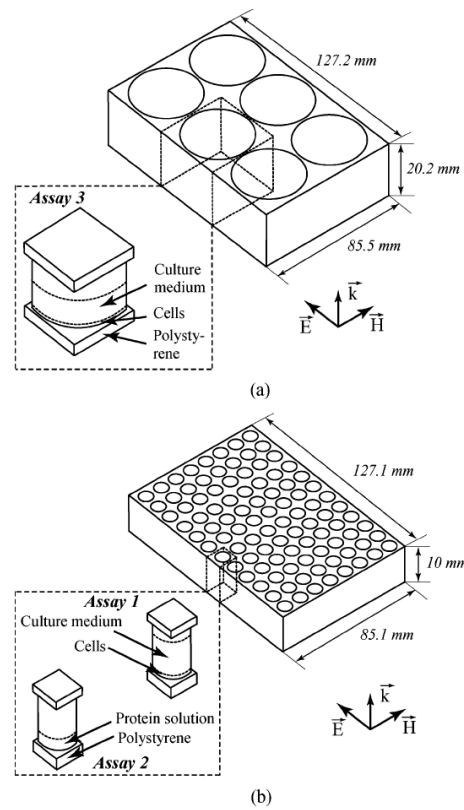 127.2 mm
20.2 mm
85.5 mm
Assay 3
Culture
medium
Cells
Polysty-
rene
k
E
H
(a)
127.1 mm
10 mm
85.1 mm
Assay 1
Culture medium
Cells
Protein solution
Polystyrene
Assay 2
k
E
H
(b)